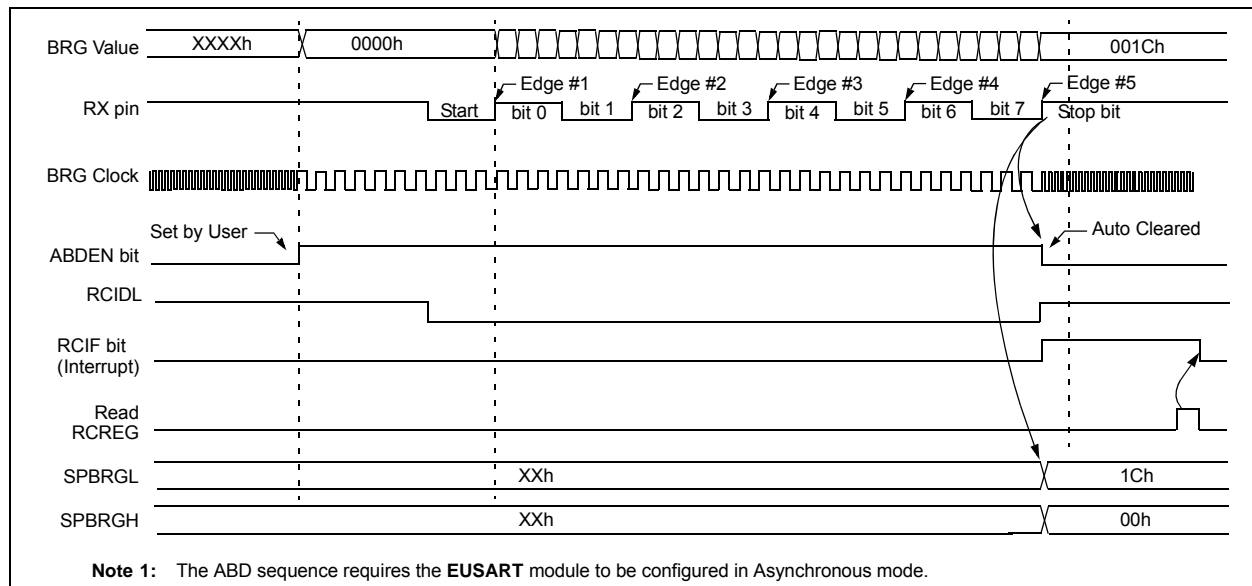 BRG Value XXXXh 0000h 001Ch
Edge #1 Edge #2 Edge #3 Edge #4 Edge #5
RX pin Start bit 0 bit 1 bit 2 bit 3 bit 4 bit 5 bit 6 bit 7 Stop bit
BRG Clock
Set by User Auto Cleared
ABDEN bit
RCIDL
RCIF bit
(Interrupt)
Read
RCREG
SPBRGL XXh 1Ch
SPBRGH XXh 00h
Note 1: The ABD sequence requires the EUSART module to be configured in Asynchronous mode.